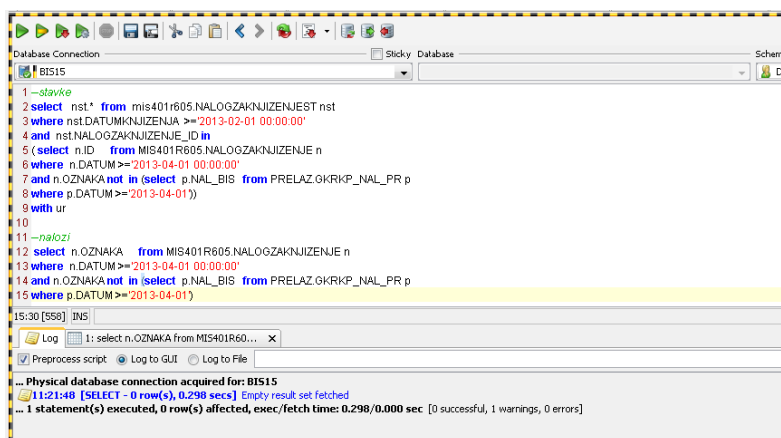 Database Connection Sticky Database Schem
BIS15 D
1 --stavke
2 select nst.* from mis401r605.NALOGZAKNJIZENJEST nst
3 where nst.DATUMKNJIZENJA >='2013-02-01 00:00:00'
4 and nst.NALOGZAKNJIZENJE_ID in
5 ( select n.ID from MIS401R605.NALOGZAKNJIZENJE n
6 where n.DATUM >='2013-04-01 00:00:00'
7 and n.OZNAKA not in (select p.NAL_BIS from PRELAZ.GKRKP_NAL_PR p
8 where p.DATUM >='2013-04-01'))
9 with ur
10
11 --nalozi
12 select n.OZNAKA from MIS401R605.NALOGZAKNJIZENJE n
13 where n.DATUM >='2013-04-01 00:00:00'
14 and n.OZNAKA not in (select p.NAL_BIS from PRELAZ.GKRKP_NAL_PR p
15 where p.DATUM >='2013-04-01')
15:30 [558] INS
Log 1: select n.OZNAKA from MIS401R60... x
Preprocess script Log to GUI Log to File
... Physical database connection acquired for: BIS15
11:21:48 [SELECT - 0 row(s), 0.298 secs] Empty result set fetched
... 1 statement(s) executed, 0 row(s) affected, exec/fetch time: 0.298/0.000 sec [0 successful, 1 warnings, 0 errors]